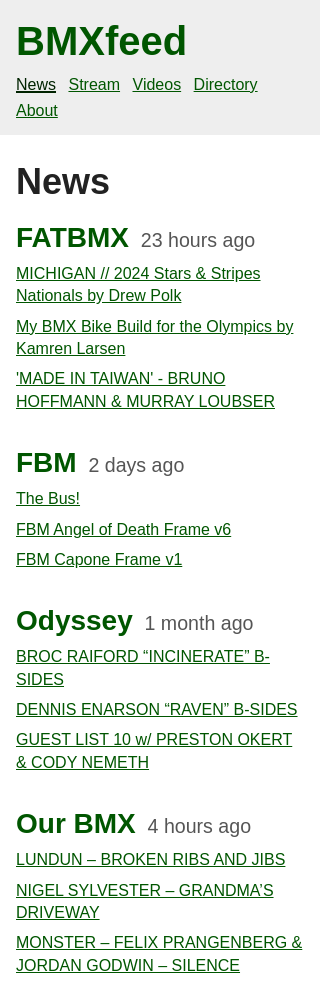 BMXfeed
News Stream Videos Directory
About
News
FATBMX 23 hours ago
MICHIGAN // 2024 Stars & Stripes
Nationals by Drew Polk
My BMX Bike Build for the Olympics by
Kamren Larsen
'MADE IN TAIWAN' - BRUNO
HOFFMANN & MURRAY LOUBSER
FBM 2 days ago
The Bus!
FBM Angel of Death Frame v6
FBM Capone Frame v1
Odyssey 1 month ago
BROC RAIFORD “INCINERATE” B-
SIDES
DENNIS ENARSON “RAVEN” B-SIDES
GUEST LIST 10 w/ PRESTON OKERT
& CODY NEMETH
Our BMX 4 hours ago
LUNDUN – BROKEN RIBS AND JIBS
NIGEL SYLVESTER – GRANDMA’S
DRIVEWAY
MONSTER – FELIX PRANGENBERG &
JORDAN GODWIN – SILENCE